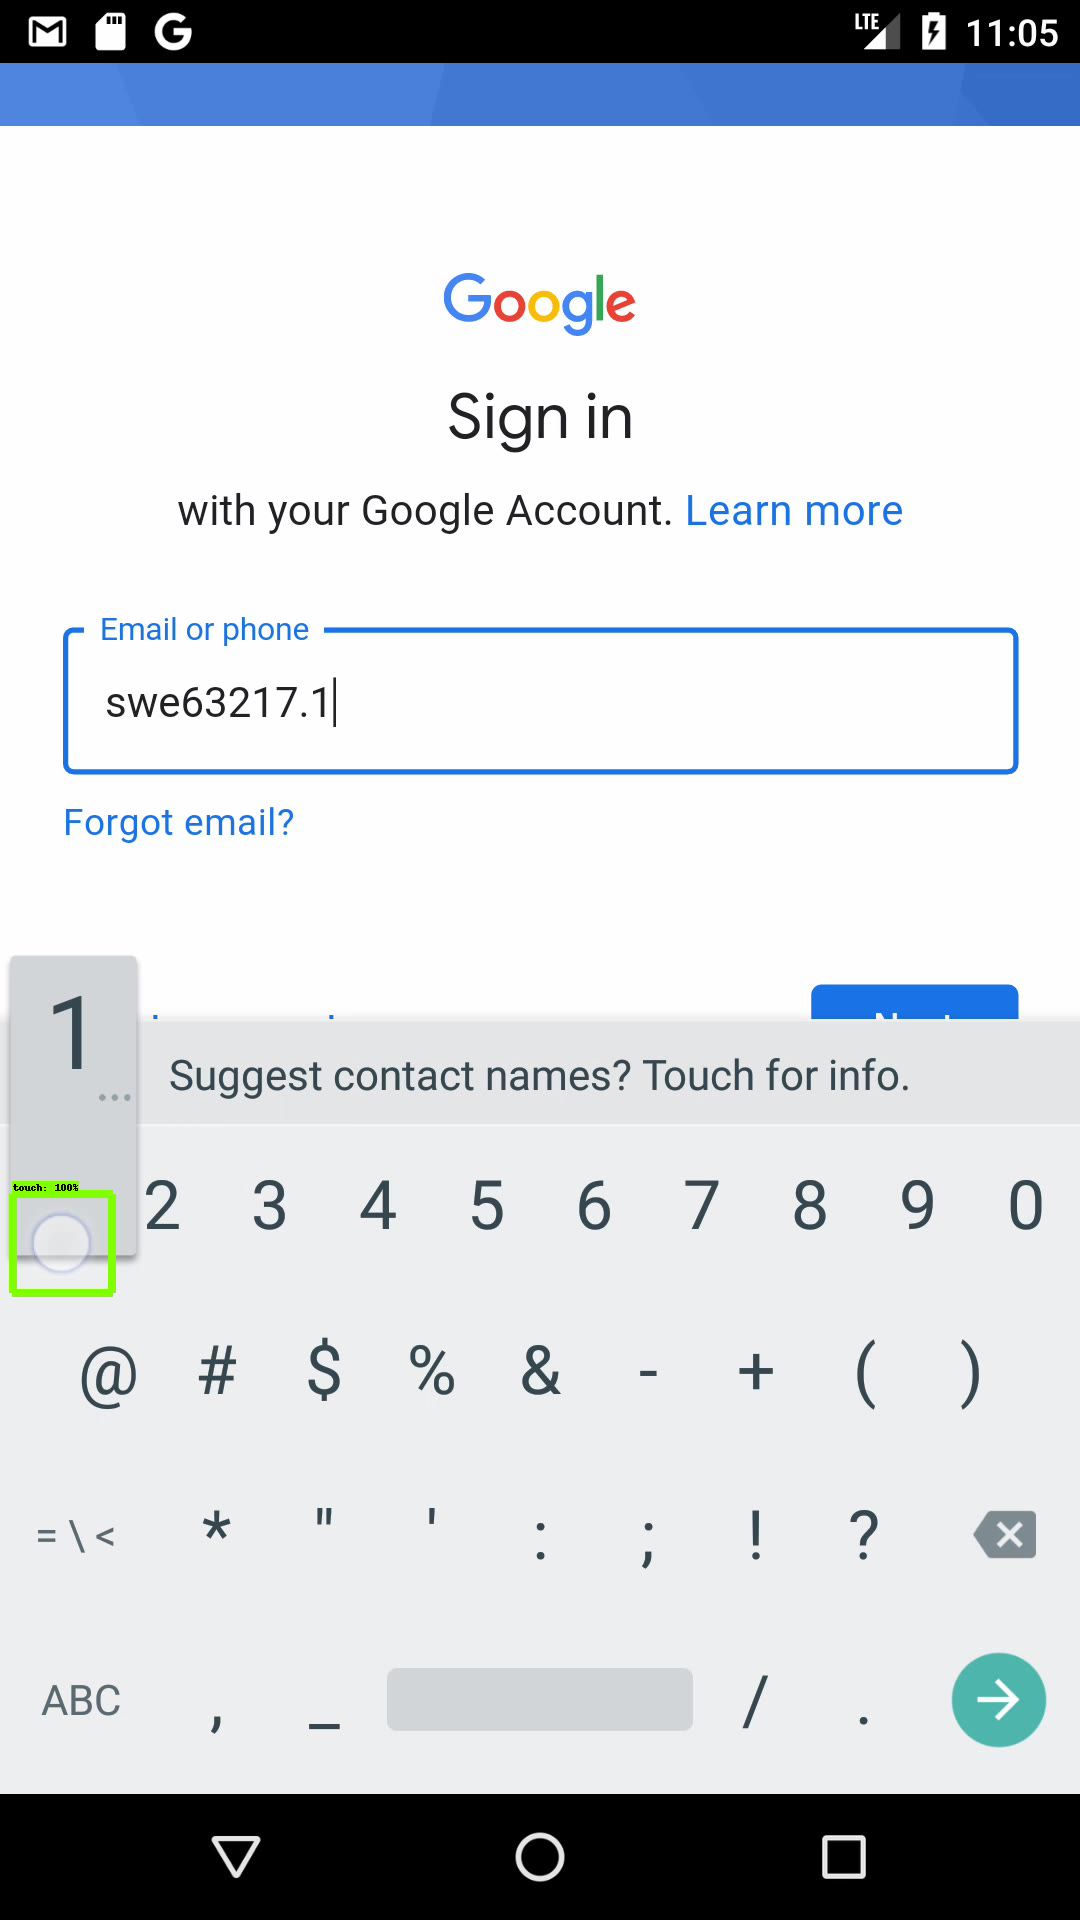 LTE 11:05
Google
Sign in
with your Google Account. Learn more
Email or phone
swe63217.1
Forgot email?
1
...
Suggest contact names? Touch for info.
touch: 100%
2 3 4 5 6 7 8 9 0
@ # $ % & - + ( )
= \ < * " ' : ; ! ?
ABC , _ / .